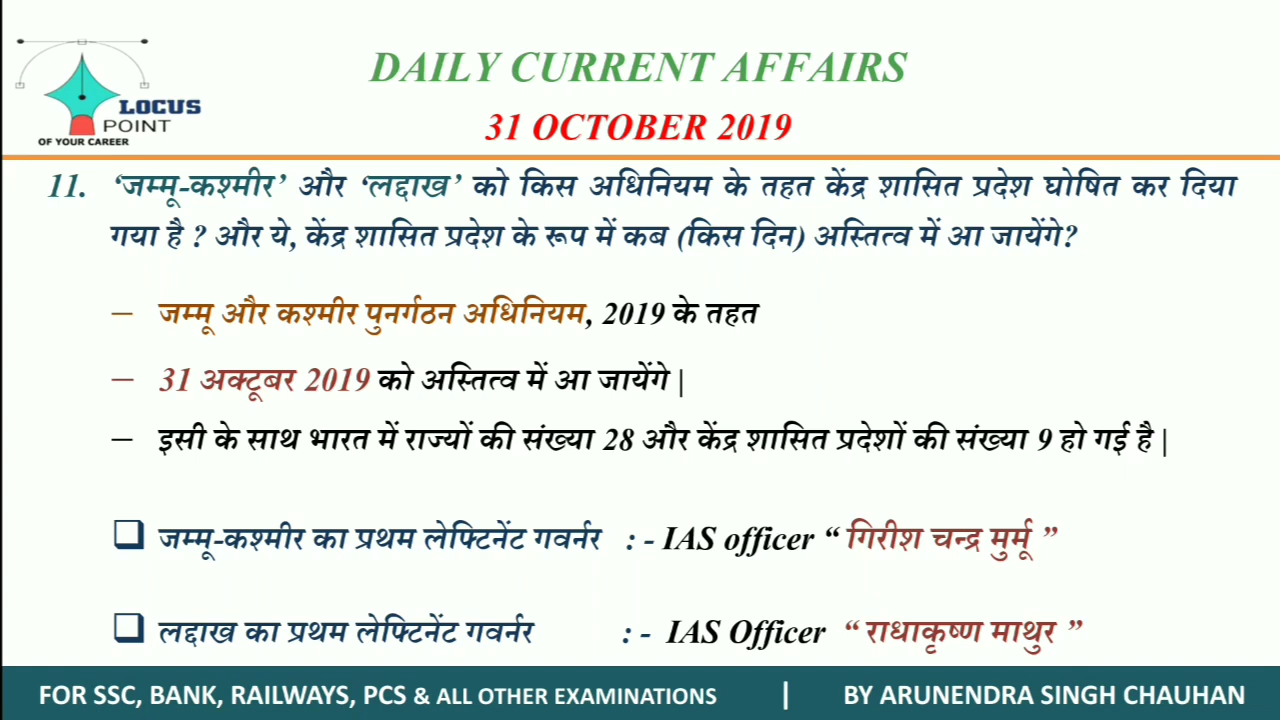 LOCUS
POINT
OF YOUR CAREER
DAILY CURRENT AFFAIRS
31 OCTOBER 2019
11. ‘जम्मू-कश्मीर’ और ‘लद्दाख’ को किस अधिनियम के तहत केंद्र शासित प्रदेश घोषित कर दिया
गया है ? और ये, केंद्र शासित प्रदेश के रूप में कब (किस दिन) अस्तित्व में आ जायेंगे?
– जम्मू और कश्मीर पुनर्गठन अधिनियम, 2019 के तहत
– 31 अक्टूबर 2019 को अस्तित्व में आ जायेंगे |
– इसी के साथ भारत में राज्यों की संख्या 28 और केंद्र शासित प्रदेशों की संख्या 9 हो गई है |
❑ जम्मू-कश्मीर का प्रथम लेफ्टिनेंट गवर्नर : - IAS officer “ गिरीश चन्द्र मुर्मू ”
❑ लद्दाख का प्रथम लेफ्टिनेंट गवर्नर : - IAS Officer “ राधाकृष्ण माथुर ”
FOR SSC, BANK, RAILWAYS, PCS & ALL OTHER EXAMINATIONS | BY ARUNENDRA SINGH CHAUHAN